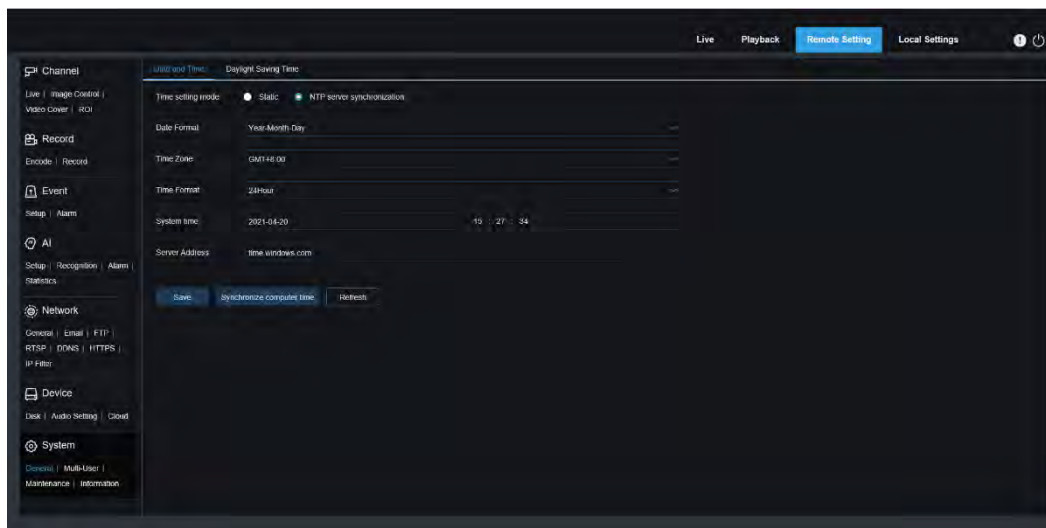 Live Playback Remote Setting Local Settings
Channel
Live | Image Control |
Video Cover | ROI
Record
Encode | Record
Event
Setup | Alarm
AI
Setup | Recognition | Alarm |
Statistics
Network
General | Email | FTP |
RTSP | DDNS | HTTPS |
IP Filter
Device
Disk | Audio Setting | Cloud
System
General | Multi-User |
Maintenance | Information
Date and Time Daylight Saving Time
Time setting mode Static NTP server synchronization
Date Format Year-Month-Day
Time Zone GMT+8:00
Time Format 24Hour
System time 2021-04-20 15 : 27 : 34
Server Address time.windows.com
Save Synchronize computer time Refresh